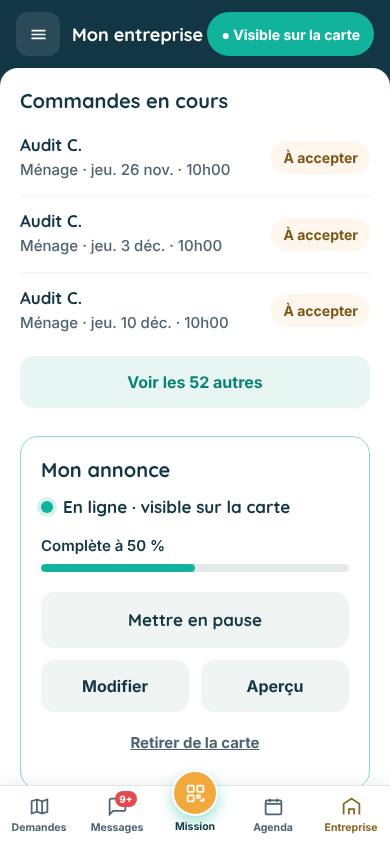 Mon entreprise
● Visible sur la carte
Commandes en cours
Audit C.
Ménage · jeu. 26 nov. · 10h00
À accepter
Audit C.
Ménage · jeu. 3 déc. · 10h00
À accepter
Audit C.
Ménage · jeu. 10 déc. · 10h00
À accepter
Voir les 52 autres
Mon annonce
En ligne · visible sur la carte
Complète à 50 %
Mettre en pause
Modifier
Aperçu
Retirer de la carte
9+
Demandes
Messages
Mission
Agenda
Entreprise